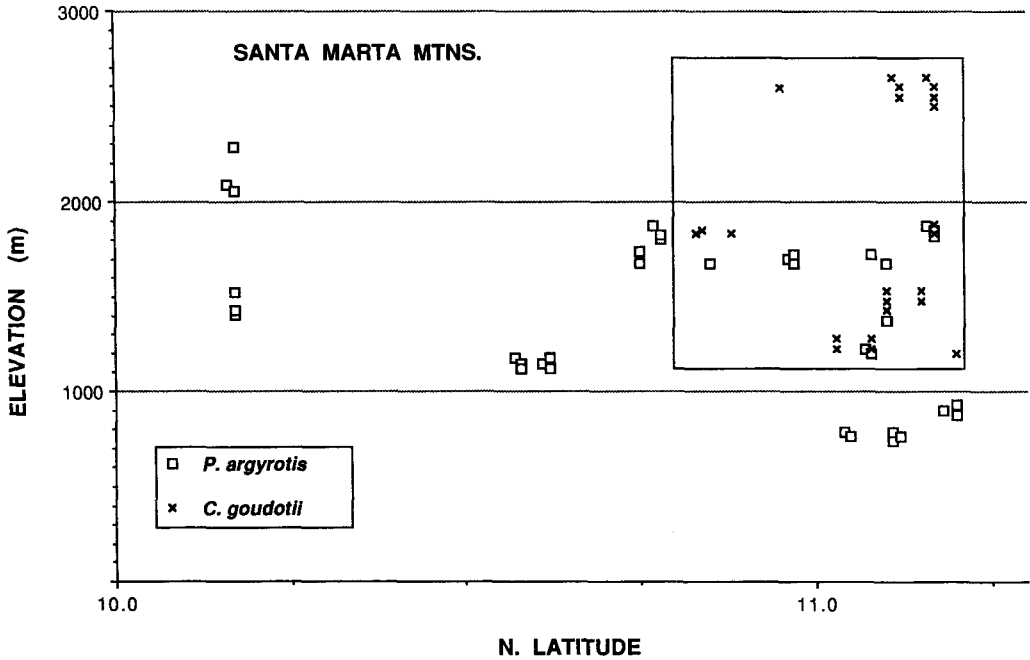 3000
SANTA MARTA MTNS.
2000
1000
ELEVATION (m)
P. argyrotis
C. goudotii
10.0
11.0
N. LATITUDE